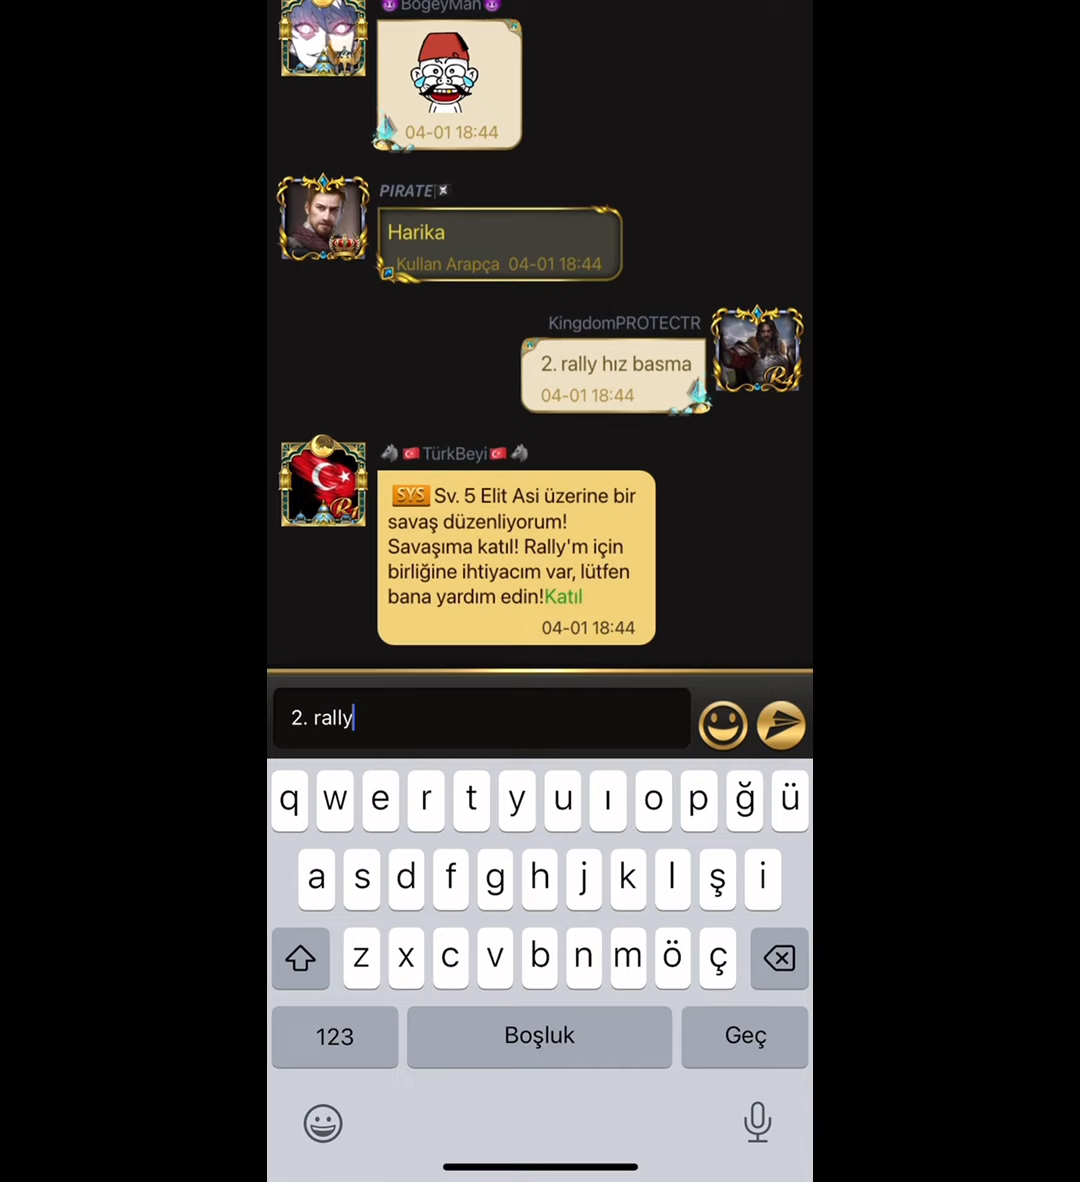 BogeyMan
04-01 18:44
PIRATE
Harika
Kullan Arapça 04-01 18:44
KingdomPROTECTR
2. rally hız basma
04-01 18:44
R4
TürkBeyi
SYS Sv. 5 Elit Asi üzerine bir
savaş düzenliyorum!
Savaşıma katıl! Rally'm için
birliğine ihtiyacım var, lütfen
bana yardım edin!Katıl
04-01 18:44
2. rally
q w e r t y u ı o p ğ ü
a s d f g h j k l ş i
z x c v b n m ö ç
123 Boşluk Geç